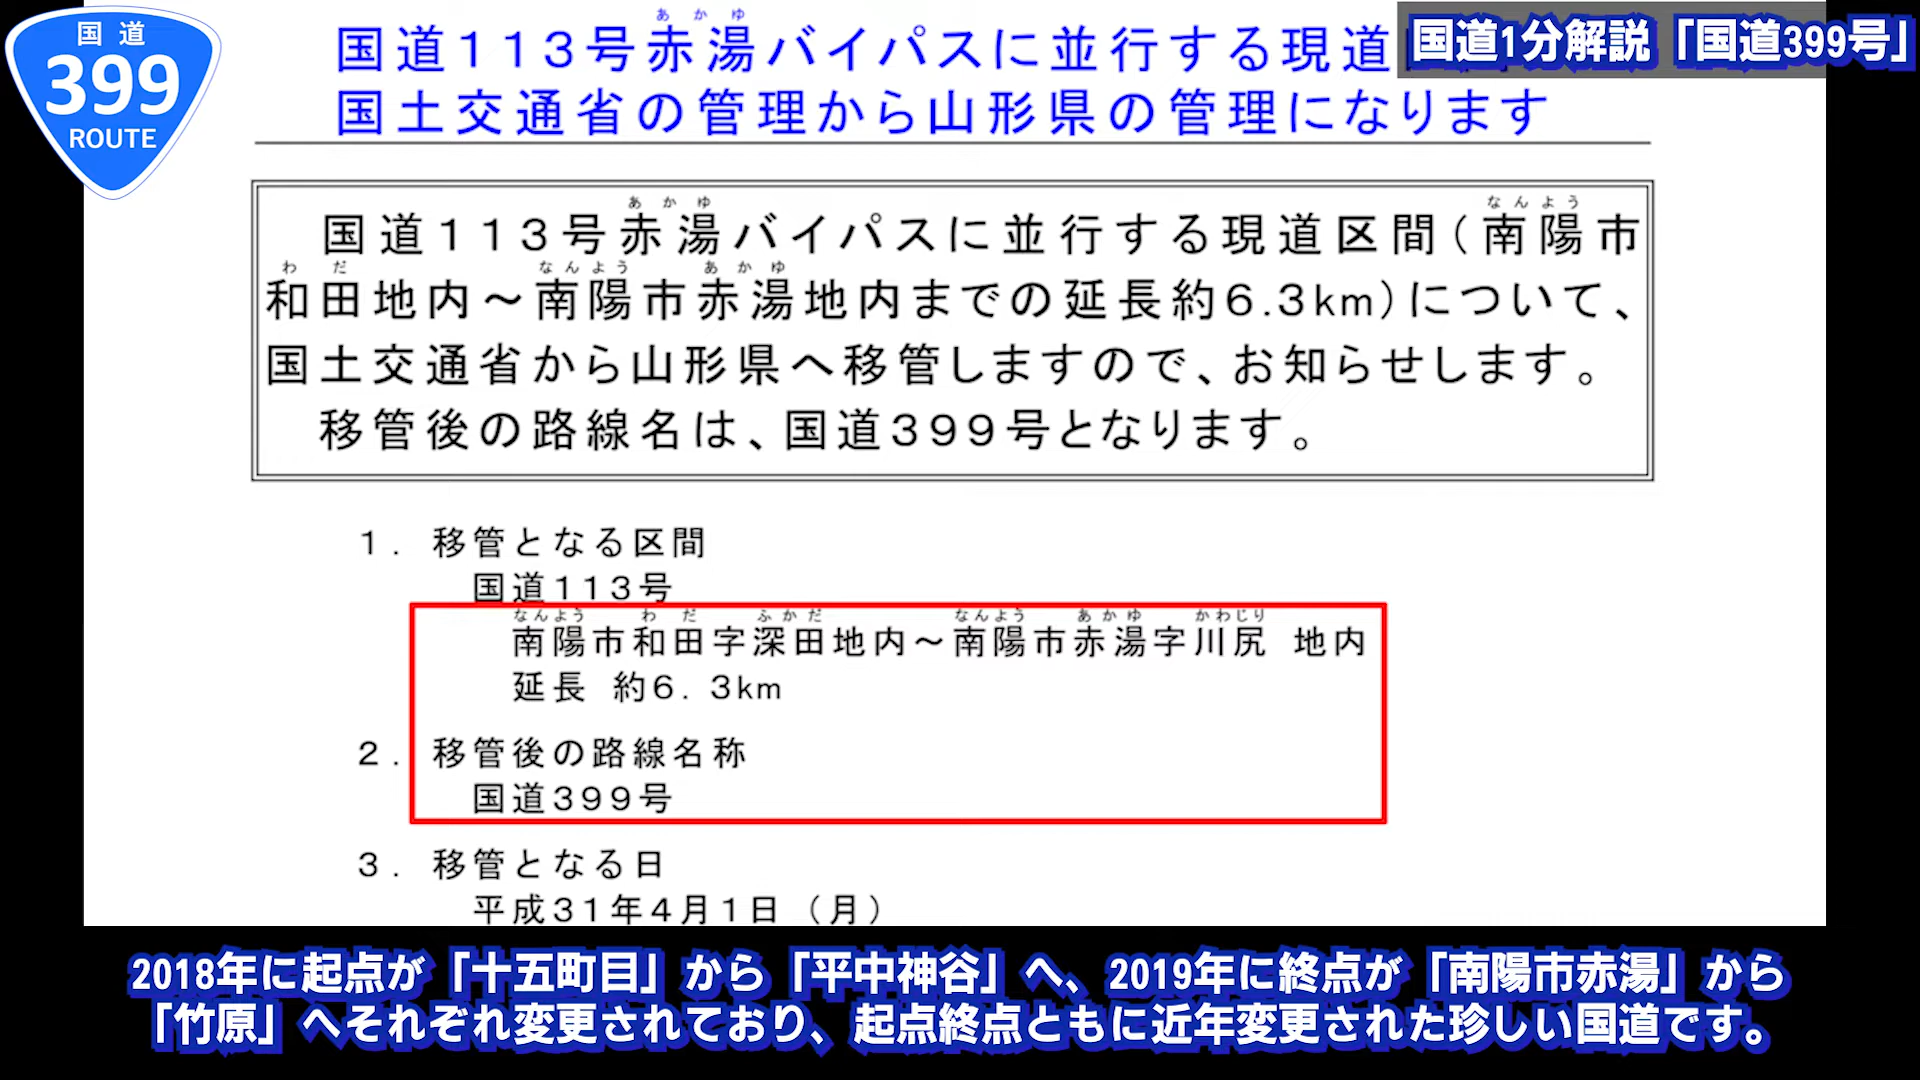 国道
399
ROUTE
国道1分解説「国道399号」
あかゆ
国道113号赤湯バイパスに並行する現道
国土交通省の管理から山形県の管理になります
あかゆ なんよう
国道113号赤湯バイパスに並行する現道区間(南陽市
わだ なんよう あかゆ
和田地内～南陽市赤湯地内までの延長約6.3km)について、
国土交通省から山形県へ移管しますので、お知らせします。
移管後の路線名は、国道399号となります。
1. 移管となる区間
国道113号
なんよう わだ ふかだ なんよう あかゆ かわじり
南陽市和田字深田地内～南陽市赤湯字川尻 地内
延長 約6.3km
2. 移管後の路線名称
国道399号
3. 移管となる日
平成31年4月1日(月)
2018年に起点が「十五町目」から「平中神谷」へ、2019年に終点が「南陽市赤湯」から
「竹原」へそれぞれ変更されており、起点終点ともに近年変更された珍しい国道です。